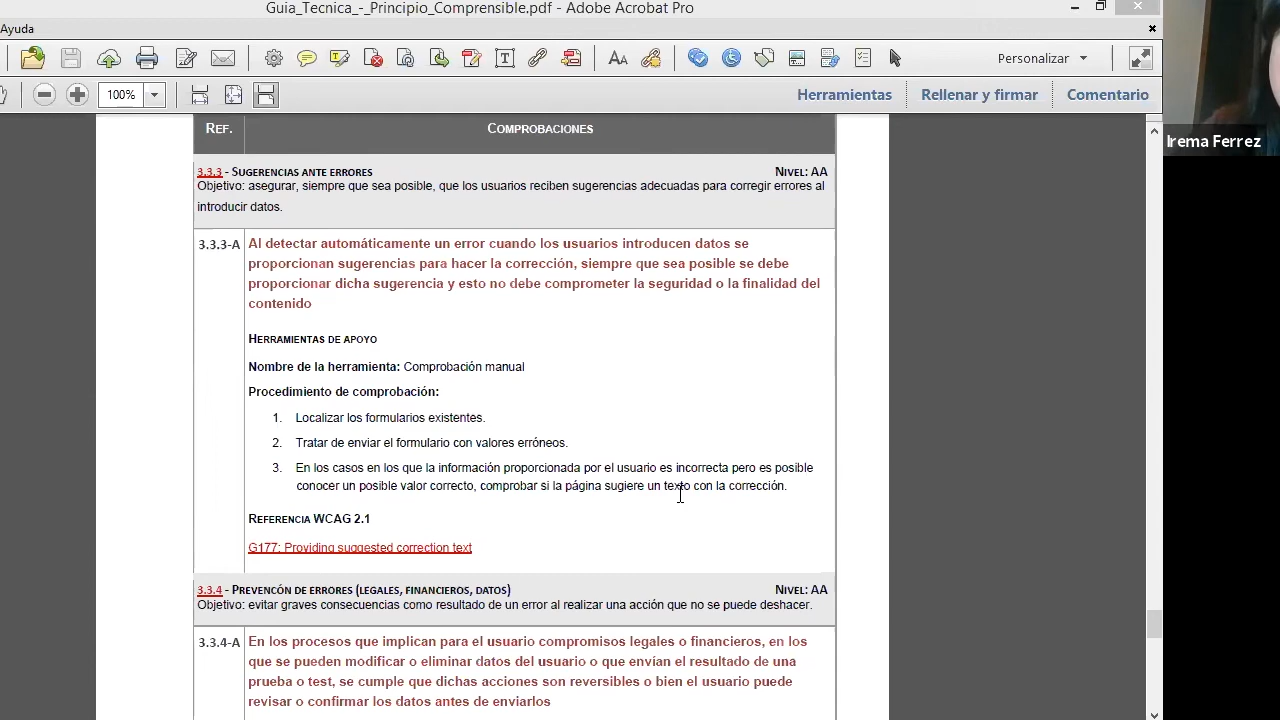 Guia_Tecnica_-_Principio_Comprensible.pdf - Adobe Acrobat Pro
Ayuda
Personalizar
100%
Herramientas
Rellenar y firmar
Comentario
Irema Ferrez
REF. COMPROBACIONES
3.3.3 - SUGERENCIAS ANTE ERRORES NIVEL: AA
Objetivo: asegurar, siempre que sea posible, que los usuarios reciben sugerencias adecuadas para corregir errores al
introducir datos.
3.3.3-A Al detectar automáticamente un error cuando los usuarios introducen datos se
proporcionan sugerencias para hacer la corrección, siempre que sea posible se debe
proporcionar dicha sugerencia y esto no debe comprometer la seguridad o la finalidad del
contenido
HERRAMIENTAS DE APOYO
Nombre de la herramienta: Comprobación manual
Procedimiento de comprobación:
1. Localizar los formularios existentes.
2. Tratar de enviar el formulario con valores erróneos.
3. En los casos en los que la información proporcionada por el usuario es incorrecta pero es posible
conocer un posible valor correcto, comprobar si la página sugiere un texto con la corrección.
REFERENCIA WCAG 2.1
G177: Providing suggested correction text
3.3.4 - PREVENCÓN DE ERRORES (LEGALES, FINANCIEROS, DATOS) NIVEL: AA
Objetivo: evitar graves consecuencias como resultado de un error al realizar una acción que no se puede deshacer.
3.3.4-A En los procesos que implican para el usuario compromisos legales o financieros, en los
que se pueden modificar o eliminar datos del usuario o que envían el resultado de una
prueba o test, se cumple que dichas acciones son reversibles o bien el usuario puede
revisar o confirmar los datos antes de enviarlos